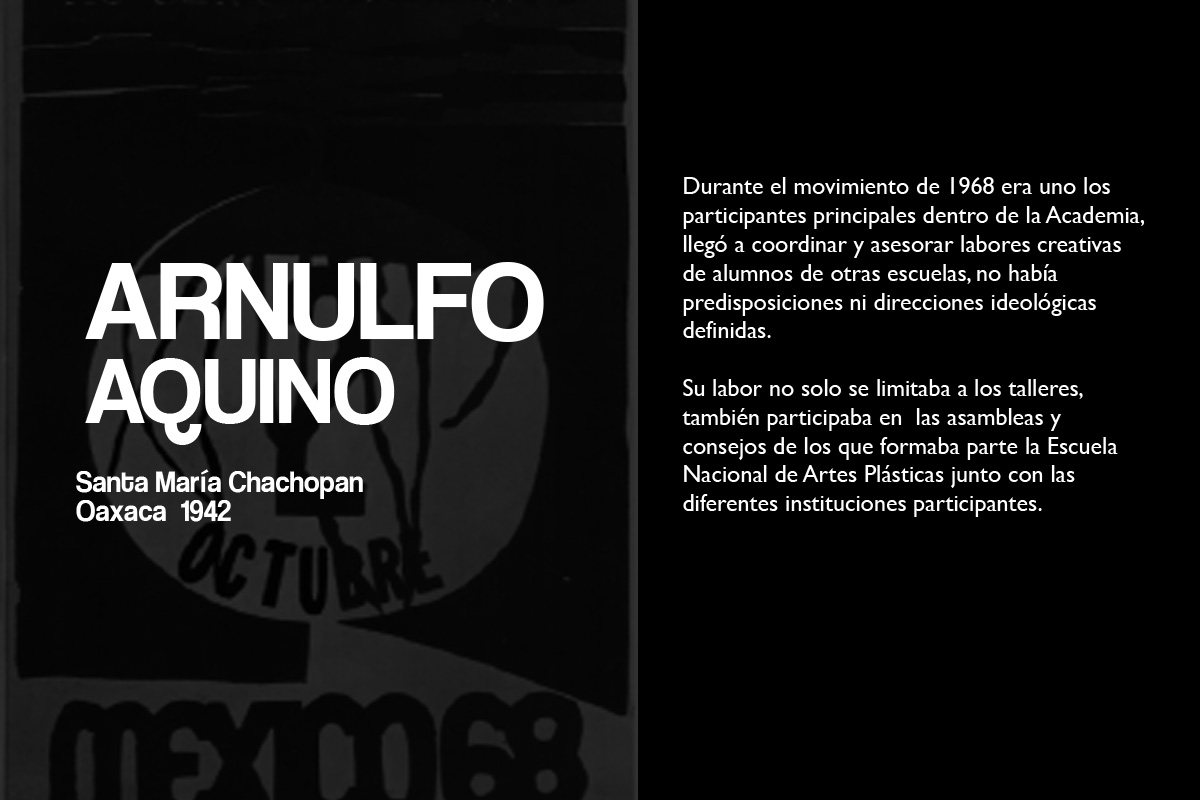 ARNULFO
AQUINO
Santa María Chachopan
Oaxaca 1942
OCTUBRE
MEXICO 68
Durante el movimiento de 1968 era uno los
participantes principales dentro de la Academia,
llegó a coordinar y asesorar labores creativas
de alumnos de otras escuelas, no había
predisposiciones ni direcciones ideológicas
definidas.
Su labor no solo se limitaba a los talleres,
también participaba en las asambleas y
consejos de los que formaba parte la Escuela
Nacional de Artes Plásticas junto con las
diferentes instituciones participantes.